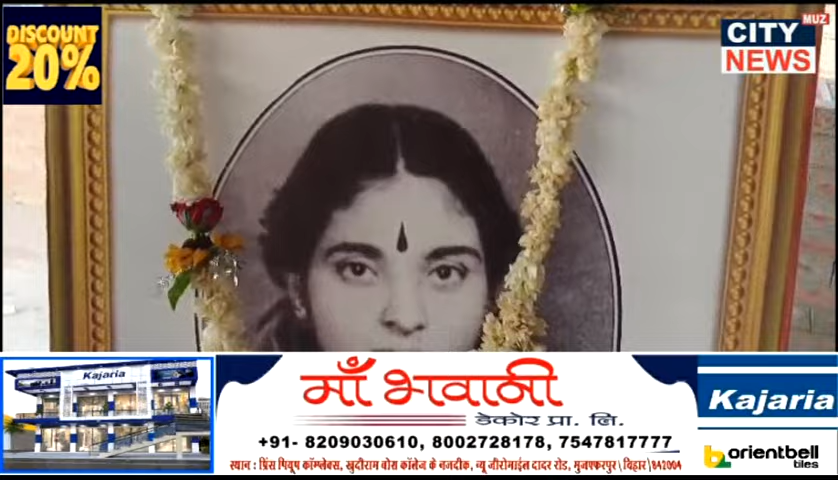 DISCOUNT
20%
MUZ
CITY
NEWS
Kajaria
माँ भवानी
डेकोर प्रा. लि.
+91- 8209030610, 8002728178, 7547817777
स्थान : प्रिंस पियूष कॉम्प्लेक्स, खुदीराम बोस कॉलेज के नजदीक, न्यू जीरोमाईल दादर रोड, मुजफ्फरपुर \ बिहार \ 842004
Kajaria
orientbell
tiles